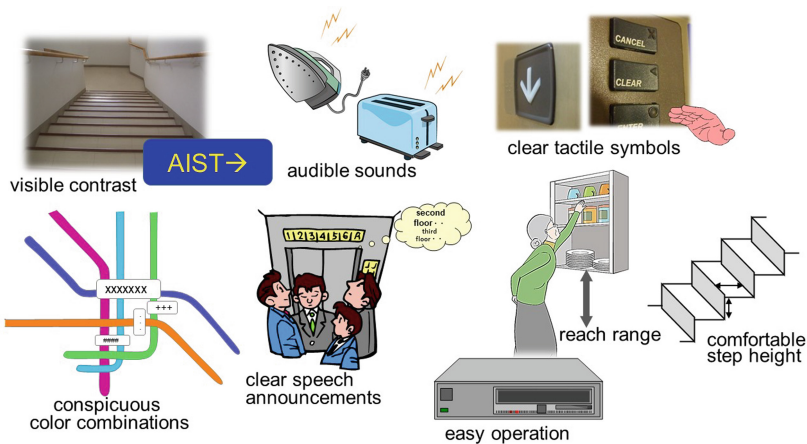 CANCEL
CLEAR
ENTER
clear tactile symbols
AIST→
visible contrast
audible sounds
second
floor · ·
third
floor · ·
1 2 3 4 5 6 R
XXXXXXX
+++
####
conspicuous
color combinations
clear speech
announcements
reach range
comfortable
step height
easy operation